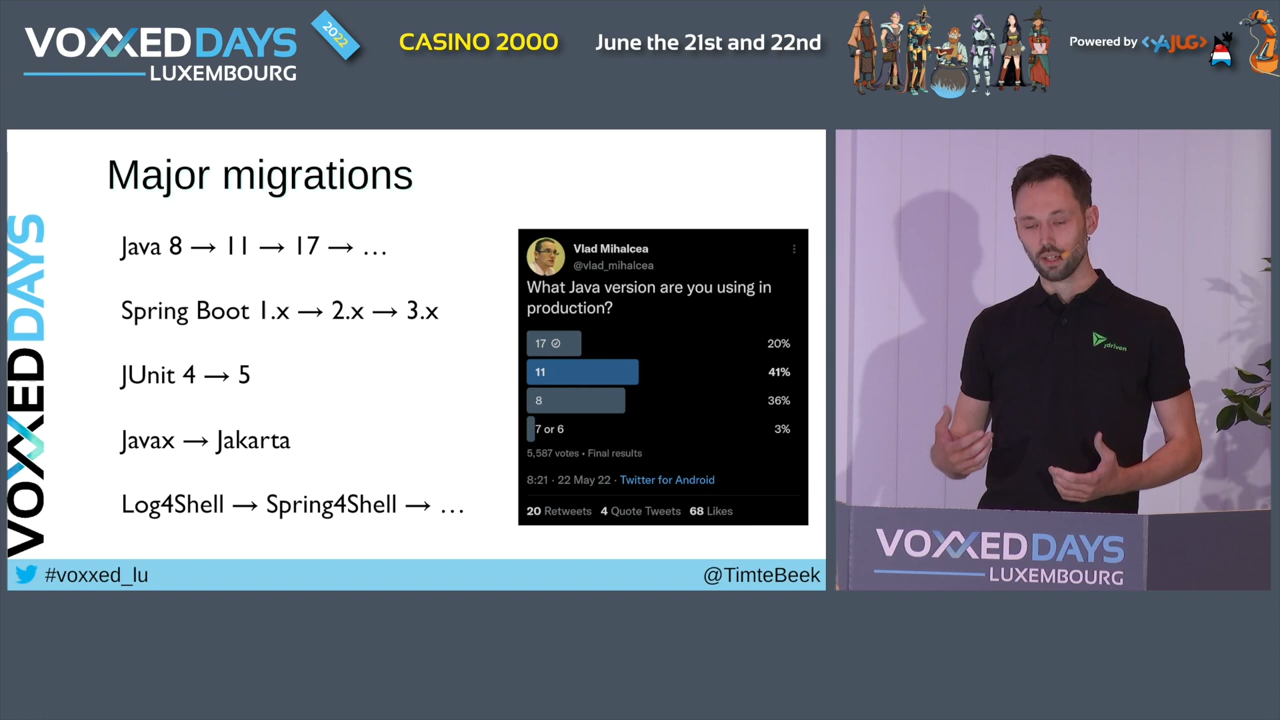 VOXXED DAYS
LUXEMBOURG
2022
CASINO 2000
June the 21st and 22nd
Powered by <YAJUG>
VOXXED DAYS
Major migrations
Java 8 → 11 → 17 → …
Spring Boot 1.x → 2.x → 3.x
JUnit 4 → 5
Javax → Jakarta
Log4Shell → Spring4Shell → …
Vlad Mihalcea
@vlad_mihalcea
What Java version are you using in
production?
17 20%
11 41%
8 36%
7 or 6 3%
5,587 votes • Final results
8:21 · 22 May 22 · Twitter for Android
20 Retweets 4 Quote Tweets 68 Likes
#voxxed_lu
@TimteBeek
jdriven
VOXXED DAYS
LUXEMBOURG